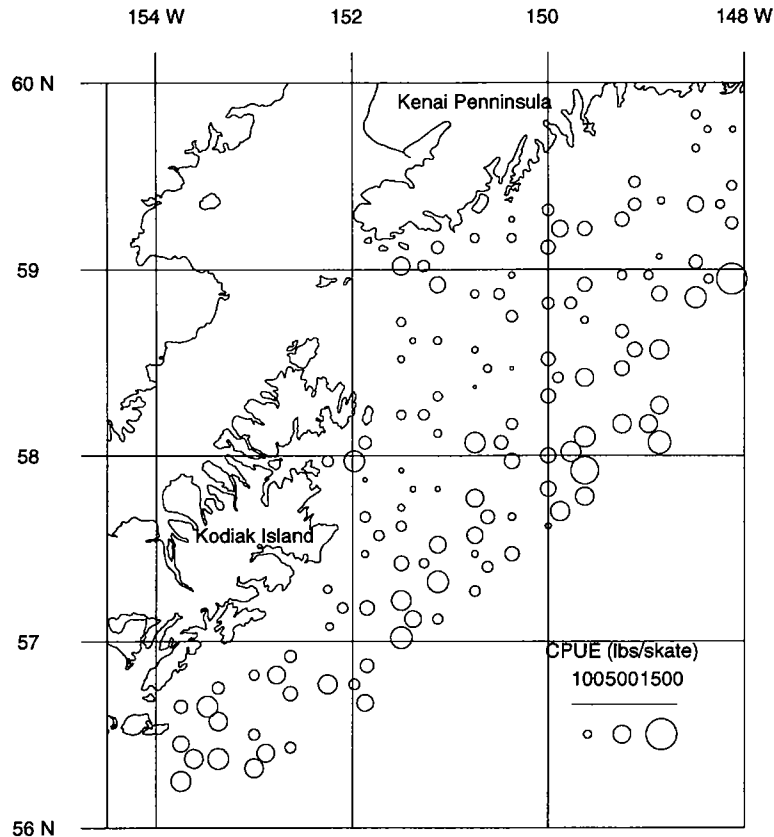 154 W 152 150 148 W
60 N
Kenai Penninsula
59
58
Kodiak Island
57
CPUE (lbs/skate)
1005001500
56 N